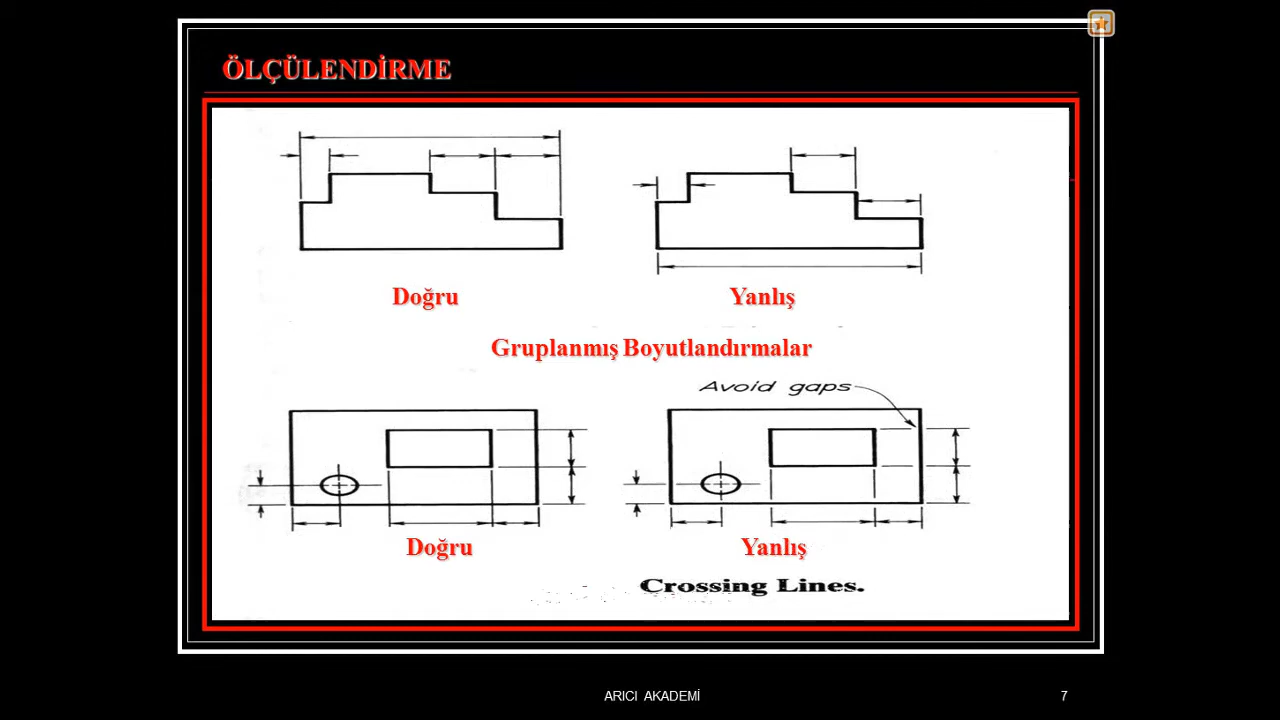 ÖLÇÜLENDİRME
Doğru
Yanlış
Gruplanmış Boyutlandırmalar
Avoid gaps
Doğru
Yanlış
Crossing Lines.
ARICI AKADEMİ
7